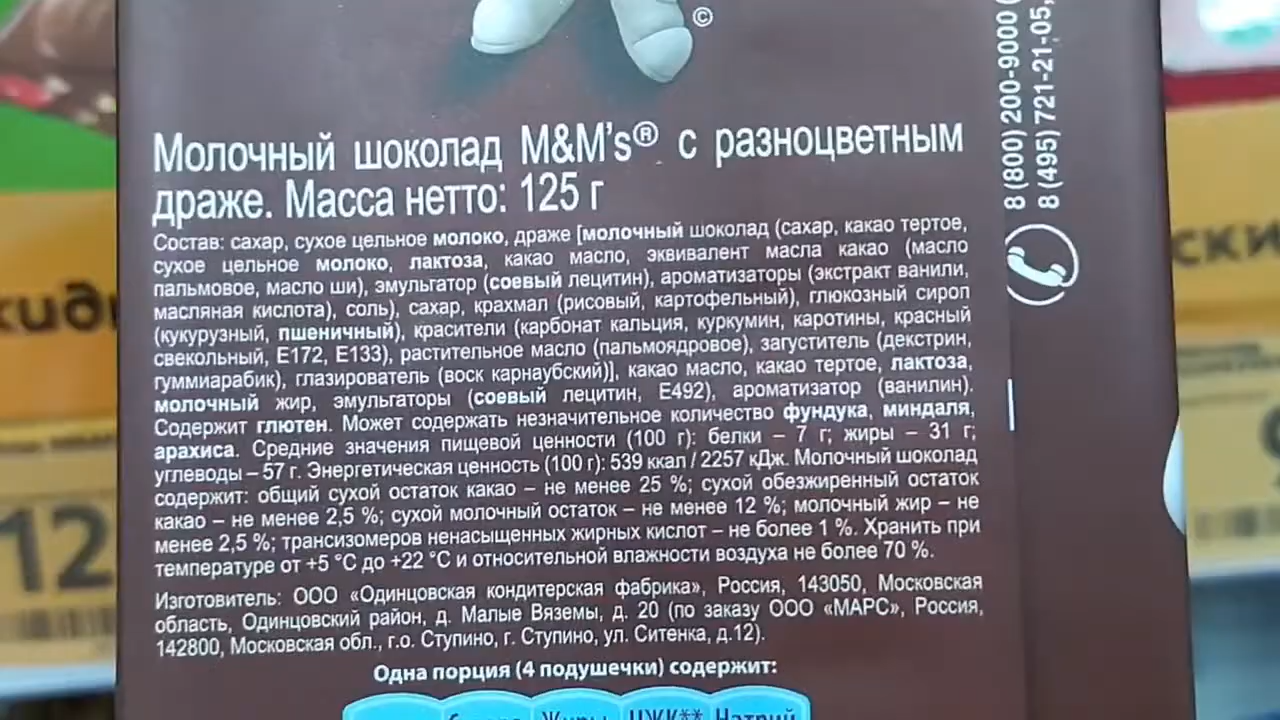 ©
Молочный шоколад M&M's® с разноцветным
драже. Масса нетто: 125 г
Состав: сахар, сухое цельное молоко, драже [молочный шоколад (сахар, какао тертое,
сухое цельное молоко, лактоза, какао масло, эквивалент масла какао (масло
пальмовое, масло ши), эмульгатор (соевый лецитин), ароматизаторы (экстракт ванили,
масляная кислота), соль), сахар, крахмал (рисовый, картофельный), глюкозный сироп
(кукурузный, пшеничный), красители (карбонат кальция, куркумин, каротины, красный
свекольный, Е172, Е133), растительное масло (пальмоядровое), загуститель (декстрин,
гуммиарабик), глазирователь (воск карнаубский)], какао масло, какао тертое, лактоза,
молочный жир, эмульгаторы (соевый лецитин, Е492), ароматизатор (ванилин).
Содержит глютен. Может содержать незначительное количество фундука, миндаля,
арахиса. Средние значения пищевой ценности (100 г): белки – 7 г; жиры – 31 г;
углеводы – 57 г. Энергетическая ценность (100 г): 539 ккал / 2257 кДж. Молочный шоколад
содержит: общий сухой остаток какао – не менее 25 %; сухой обезжиренный остаток
какао – не менее 2,5 %; сухой молочный остаток – не менее 12 %; молочный жир – не
менее 2,5 %; трансизомеров ненасыщенных жирных кислот – не более 1 %. Хранить при
температуре от +5 °С до +22 °С и относительной влажности воздуха не более 70 %.
Изготовитель: ООО «Одинцовская кондитерская фабрика», Россия, 143050, Московская
область, Одинцовский район, д. Малые Вяземы, д. 20 (по заказу ООО «МАРС», Россия,
142800, Московская обл., г.о. Ступино, г. Ступино, ул. Ситенка, д.12).
Одна порция (4 подушечки) содержит:
Жиры НЖК** Натрий
8 (800) 200-9000
8 (495) 721-21-05,
12